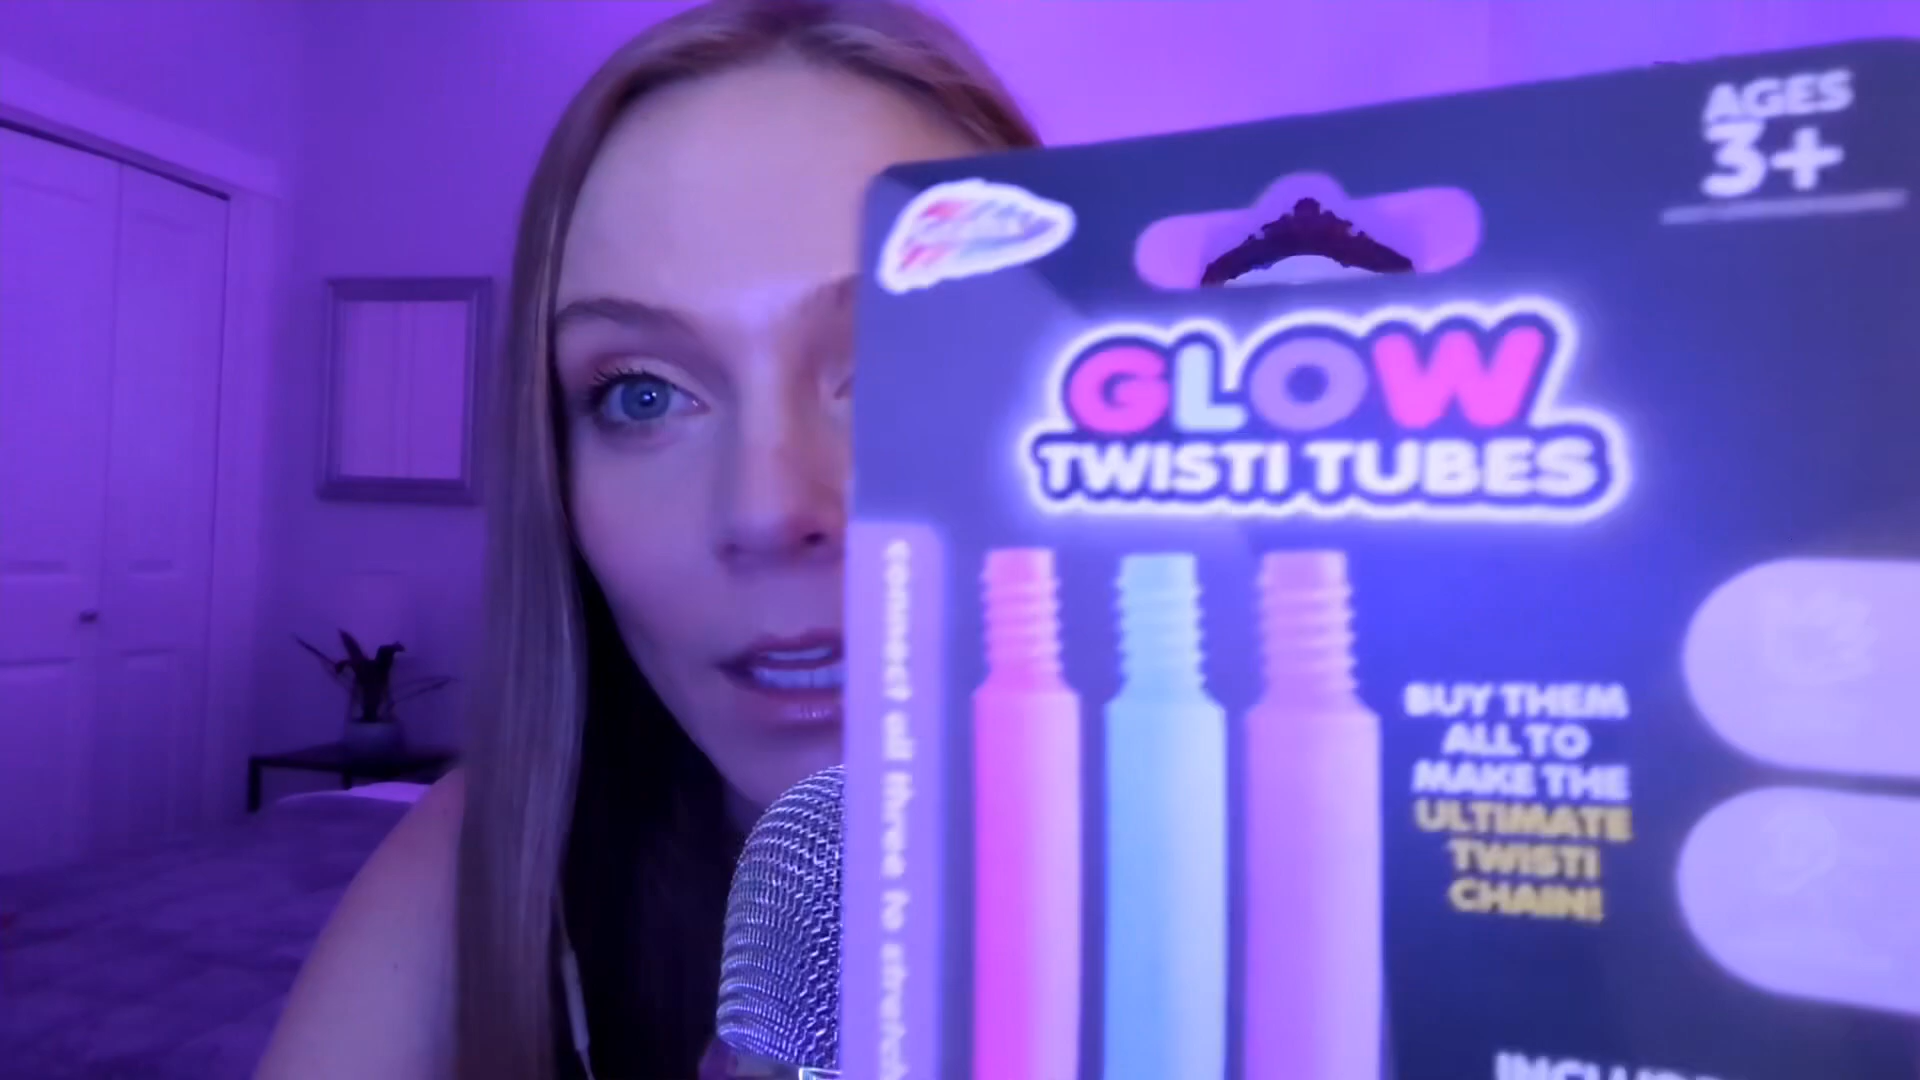 AGES
3+
GLOW
TWISTI TUBES
connect all three to stretch
BUY THEM
ALL TO
MAKE THE
ULTIMATE
TWISTI
CHAIN!